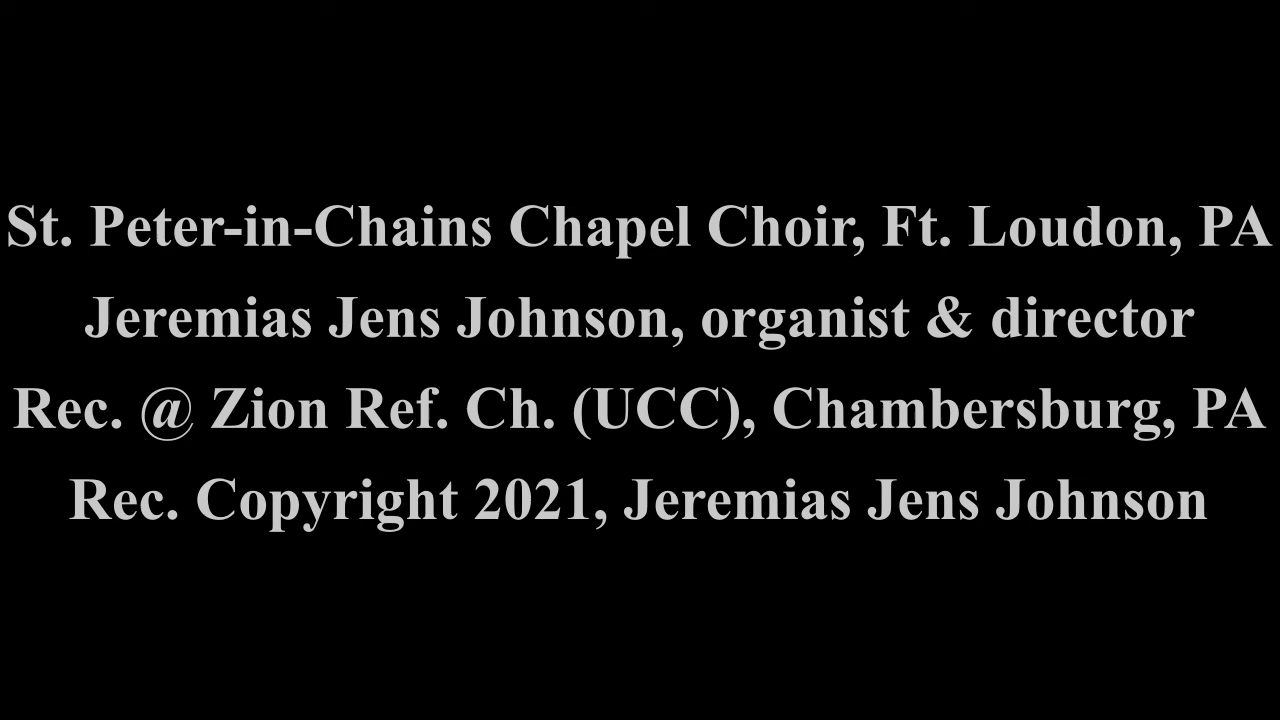 St. Peter-in-Chains Chapel Choir, Ft. Loudon, PA
Jeremias Jens Johnson, organist & director
Rec. @ Zion Ref. Ch. (UCC), Chambersburg, PA
Rec. Copyright 2021, Jeremias Jens Johnson